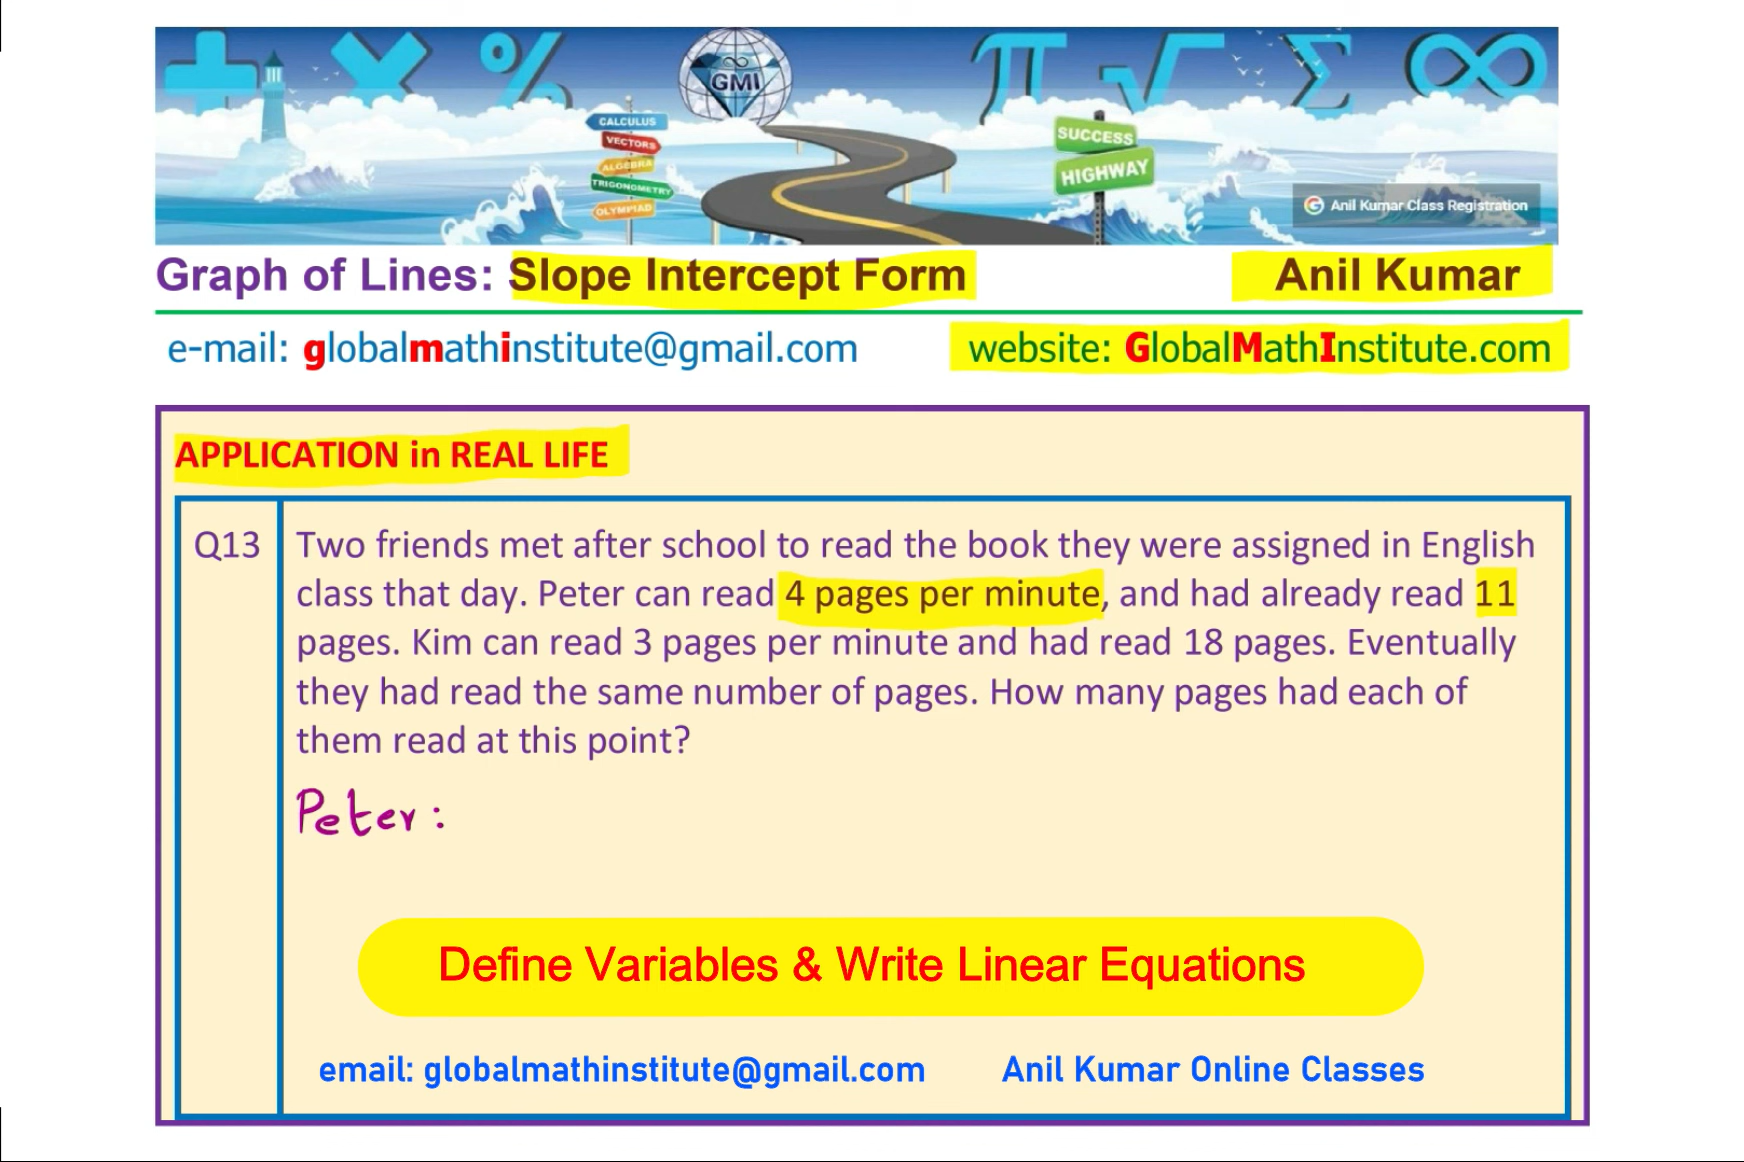 GMI
CALCULUS
VECTORS
ALGEBRA
TRIGONOMETRY
OLYMPIAD
SUCCESS
HIGHWAY
Anil Kumar Class Registration
Graph of Lines: Slope Intercept Form Anil Kumar
e-mail: globalmathinstitute@gmail.com website: GlobalMathInstitute.com
APPLICATION in REAL LIFE
Q13 Two friends met after school to read the book they were assigned in English
class that day. Peter can read 4 pages per minute, and had already read 11
pages. Kim can read 3 pages per minute and had read 18 pages. Eventually
they had read the same number of pages. How many pages had each of
them read at this point?
Peter:
Define Variables & Write Linear Equations
email: globalmathinstitute@gmail.com Anil Kumar Online Classes